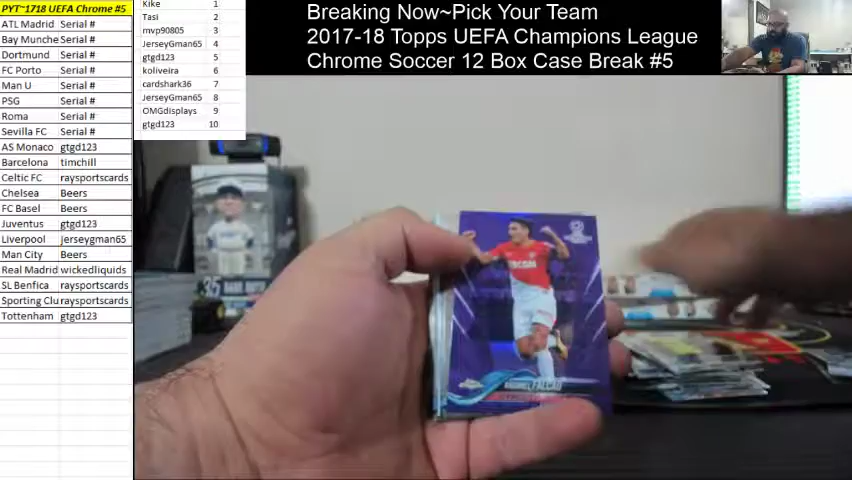 PYT~1718 UEFA Chrome #5
ATL Madrid Serial #
Bay Munche Serial #
Dortmund Serial #
FC Porto Serial #
Man U Serial #
PSG Serial #
Roma Serial #
Sevilla FC Serial #
AS Monaco gtgd123
Barcelona timchill
Celtic FC raysportscards
Chelsea Beers
FC Basel Beers
Juventus gtgd123
Liverpool jerseygman65
Man City Beers
Real Madrid wickedliquids
SL Benfica raysportscards
Sporting Clu raysportscards
Tottenham gtgd123
Kike 1
Tasi 2
mvp90805 3
JerseyGman65 4
gtgd123 5
koliveira 6
cardshark36 7
JerseyGman65 8
OMGdisplays 9
gtgd123 10
Breaking Now~Pick Your Team
2017-18 Topps UEFA Champions League
Chrome Soccer 12 Box Case Break #5
35
FALCAO